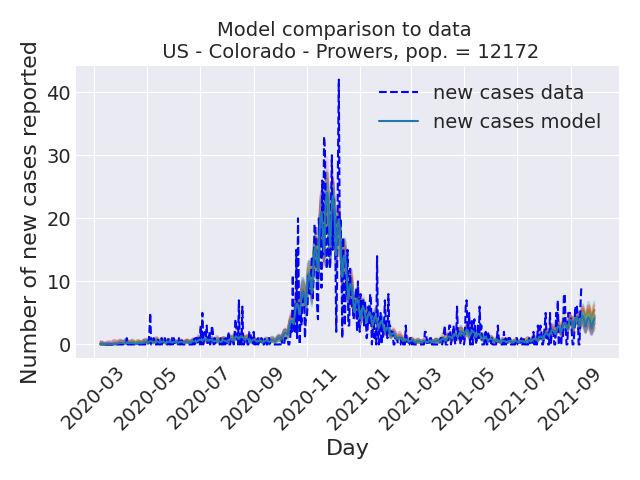 Model comparison to data
US - Colorado - Prowers, pop. = 12172
Number of new cases reported
40
30
20
10
0
new cases data
new cases model
2020-03
2020-05
2020-07
2020-09
2020-11
2021-01
2021-03
2021-05
2021-07
2021-09
Day